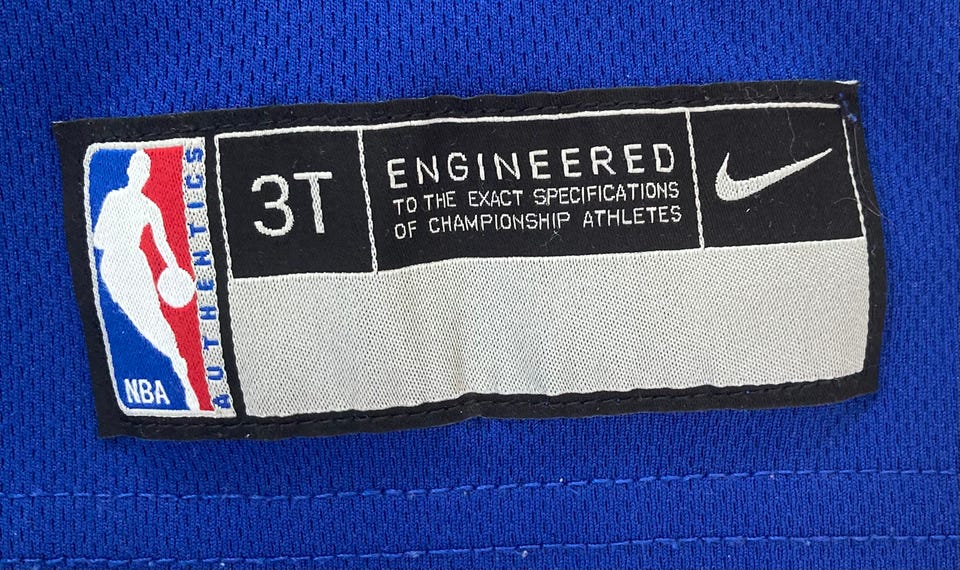 NBA
AUTHENTICS
3T
ENGINEERED
TO THE EXACT SPECIFICATIONS
OF CHAMPIONSHIP ATHLETES